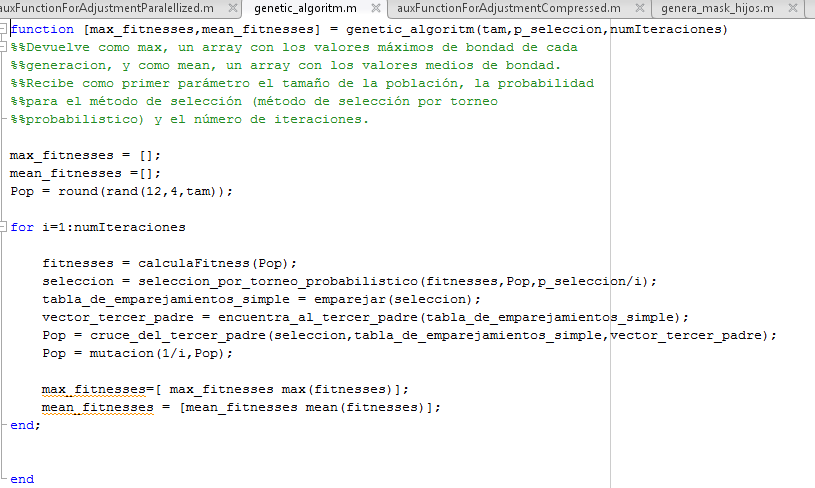 auxFunctionForAdjustmentParalellized.m genetic_algoritm.m auxFunctionForAdjustmentCompressed.m genera_mask_hijos.m
function [max_fitnesses,mean_fitnesses] = genetic_algoritm(tam,p_seleccion,numIteraciones)
%%Devuelve como max, un array con los valores máximos de bondad de cada
%%generacion, y como mean, un array con los valores medios de bondad.
%%Recibe como primer parámetro el tamaño de la población, la probabilidad
%%para el método de selección (método de selección por torneo
%%probabilistico) y el número de iteraciones.
max_fitnesses = [];
mean_fitnesses =[];
Pop = round(rand(12,4,tam));
for i=1:numIteraciones
fitnesses = calculaFitness(Pop);
seleccion = seleccion_por_torneo_probabilistico(fitnesses,Pop,p_seleccion/i);
tabla_de_emparejamientos_simple = emparejar(seleccion);
vector_tercer_padre = encuentra_al_tercer_padre(tabla_de_emparejamientos_simple);
Pop = cruce_del_tercer_padre(seleccion,tabla_de_emparejamientos_simple,vector_tercer_padre);
Pop = mutacion(1/i,Pop);
max_fitnesses=[ max_fitnesses max(fitnesses)];
mean_fitnesses = [mean_fitnesses mean(fitnesses)];
end;
end